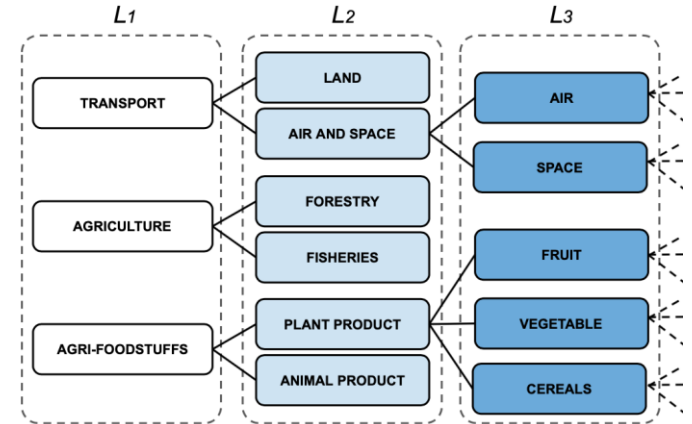 L1
L2
L3
TRANSPORT
LAND
AIR AND SPACE
AIR
SPACE
AGRICULTURE
FORESTRY
FISHERIES
AGRI-FOODSTUFFS
PLANT PRODUCT
ANIMAL PRODUCT
FRUIT
VEGETABLE
CEREALS